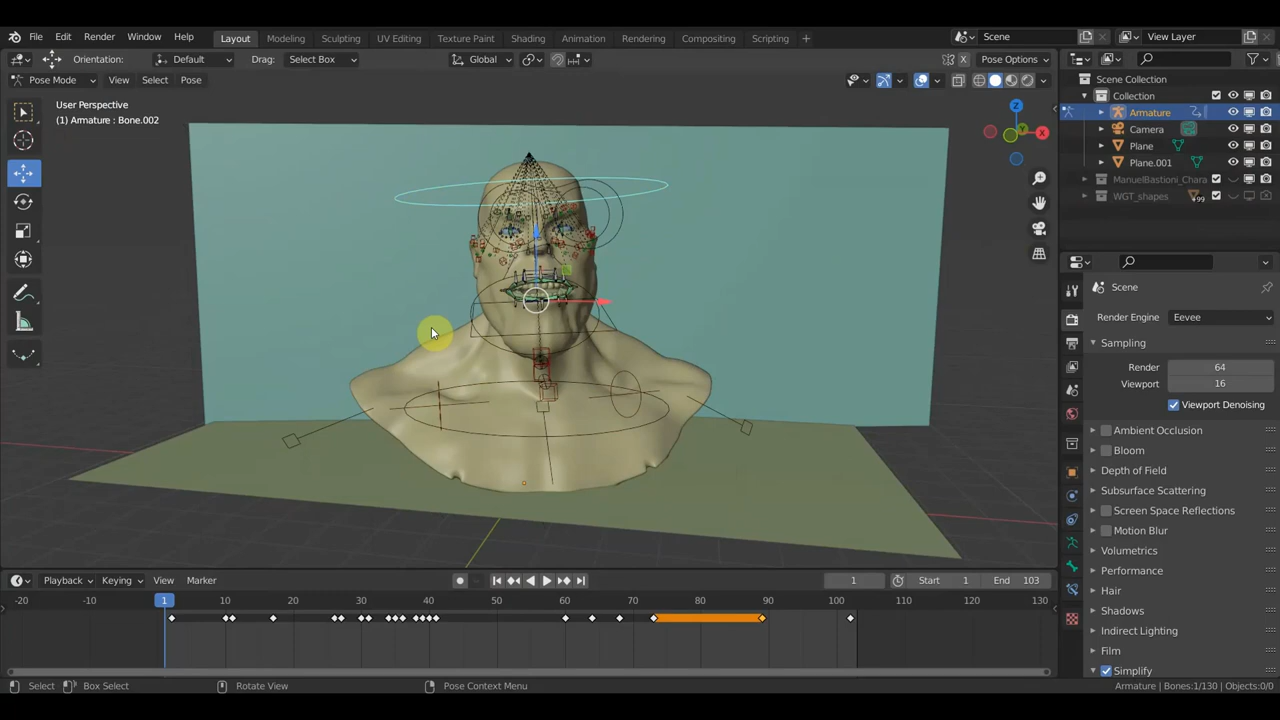 File Edit Render Window Help Layout Modeling Sculpting UV Editing Texture Paint Shading Animation Rendering Compositing Scripting + Scene View Layer
Orientation: Default Drag: Select Box Global Pose Options
Pose Mode View Select Pose
User Perspective
(1) Armature : Bone.002
Z
X
Y
Scene Collection
Collection
Armature
Camera
Plane
Plane.001
ManuelBastioni_Chara
WGT_shapes 99
Scene
Render Engine Eevee
Sampling
Render 64
Viewport 16
Viewport Denoising
Ambient Occlusion
Bloom
Depth of Field
Subsurface Scattering
Screen Space Reflections
Motion Blur
Volumetrics
Performance
Hair
Shadows
Indirect Lighting
Film
Simplify
Playback Keying View Marker 1 Start 1 End 103
-20 -10 1 10 20 30 40 50 60 70 80 90 100 110 120 130
Select Box Select Rotate View Pose Context Menu Armature | Bones:1/130 | Objects:0/0